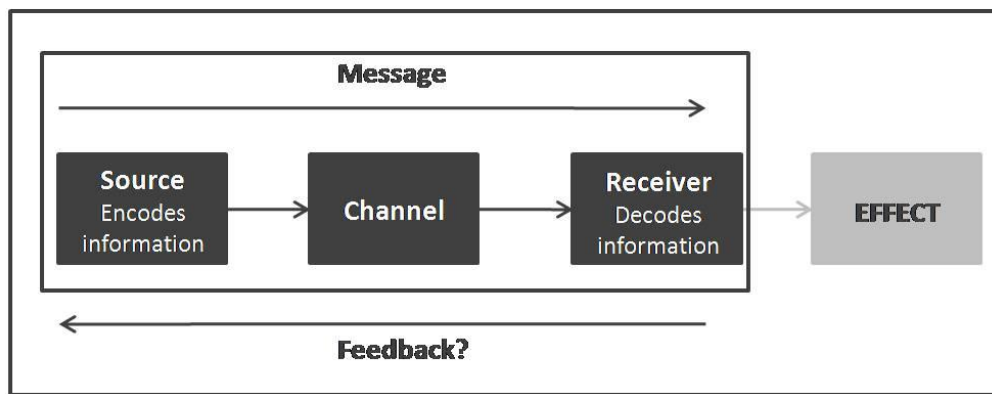 Message
Source
Encodes
information
Channel
Receiver
Decodes
information
EFFECT
Feedback?